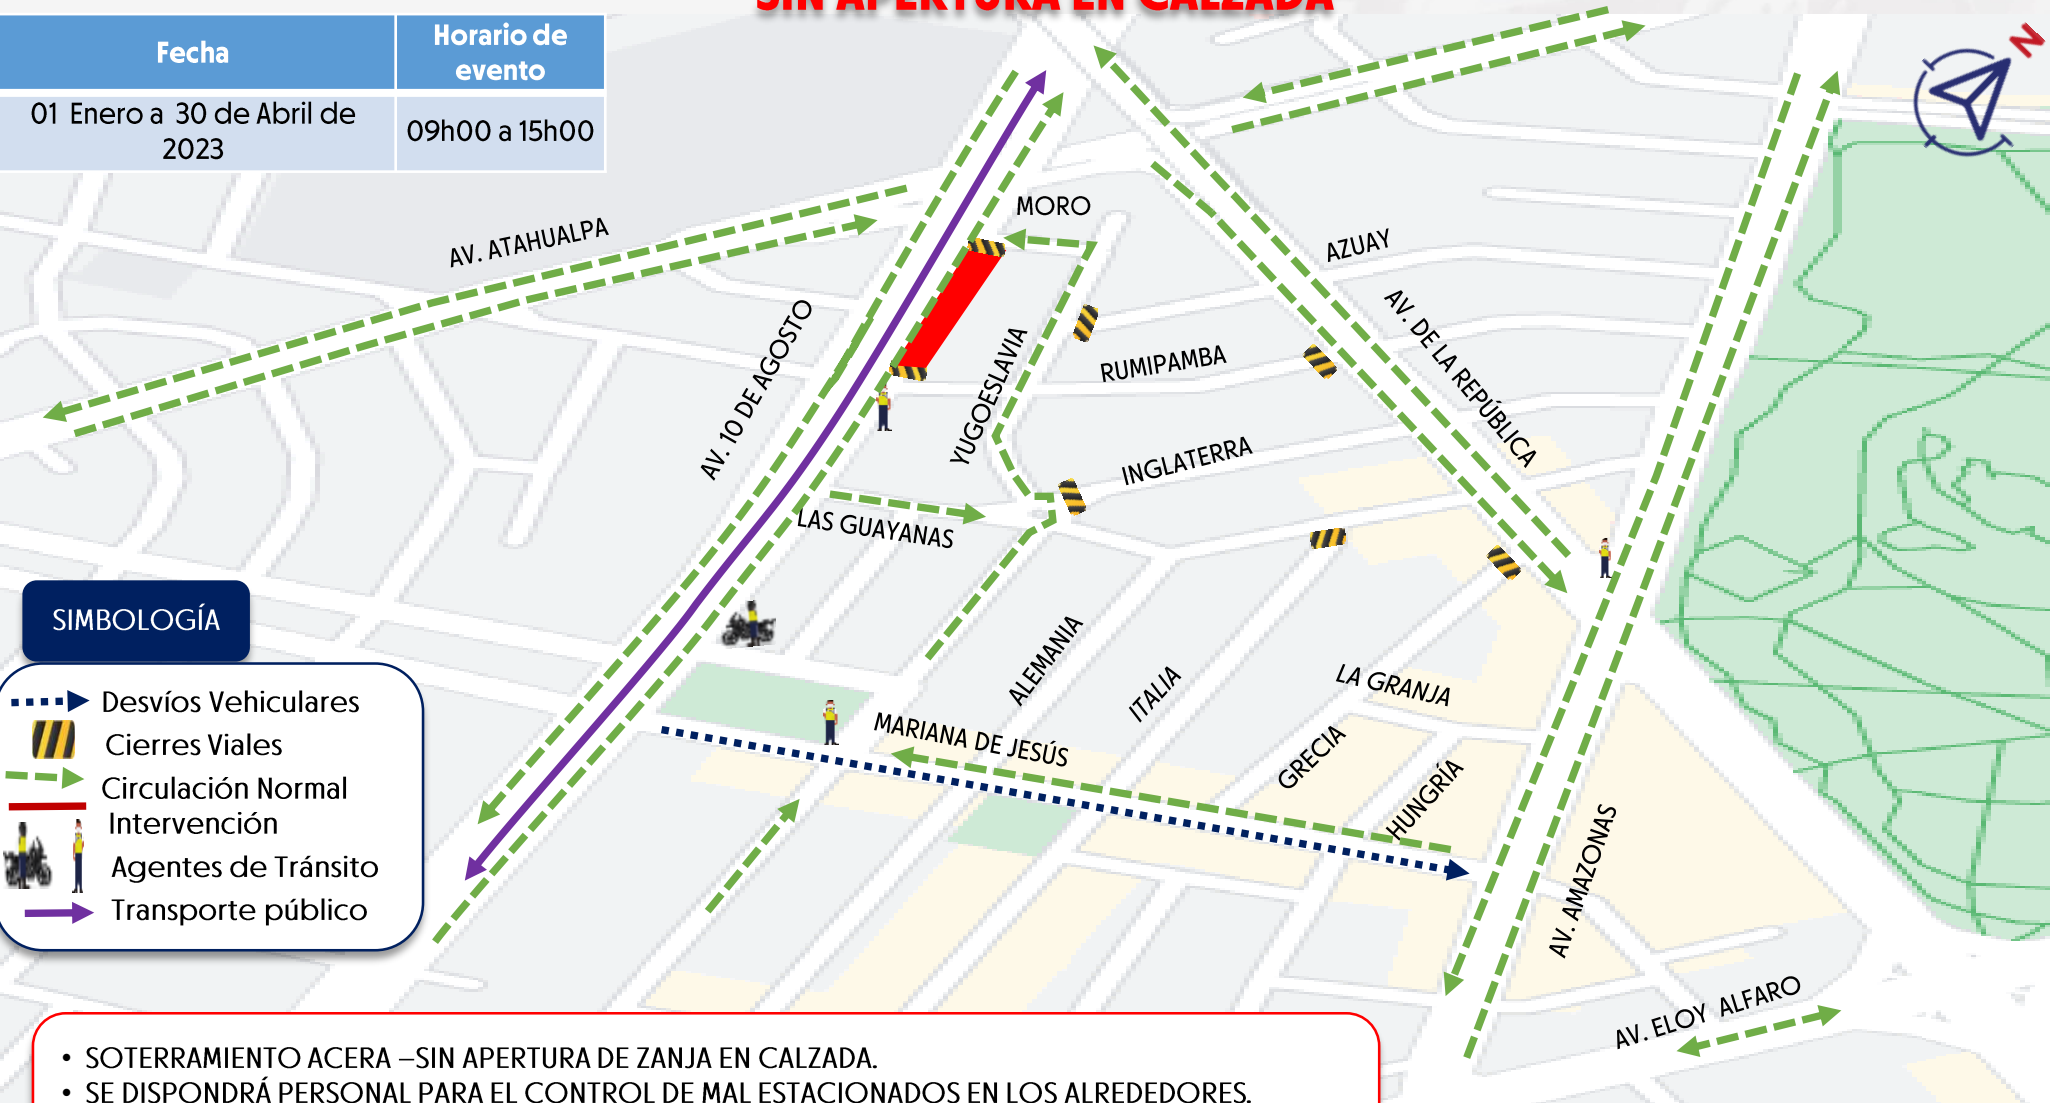 SIN APERTURA EN CALZADA
Fecha
Horario de
evento
01 Enero a 30 de Abril de
2023
09h00 a 15h00
N
MORO
AV. ATAHUALPA
AZUAY
AV. 10 DE AGOSTO
AV. DE LA REPÚBLICA
YUGOESLAVIA
RUMIPAMBA
INGLATERRA
LAS GUAYANAS
ALEMANIA
ITALIA
LA GRANJA
MARIANA DE JESÚS
GRECIA
HUNGRÍA
AV. AMAZONAS
AV. ELOY ALFARO
SIMBOLOGÍA
Desvíos Vehiculares
Cierres Viales
Circulación Normal
Intervención
Agentes de Tránsito
Transporte público
• SOTERRAMIENTO ACERA –SIN APERTURA DE ZANJA EN CALZADA.
• SE DISPONDRÁ PERSONAL PARA EL CONTROL DE MAL ESTACIONADOS EN LOS ALREDEDORES.